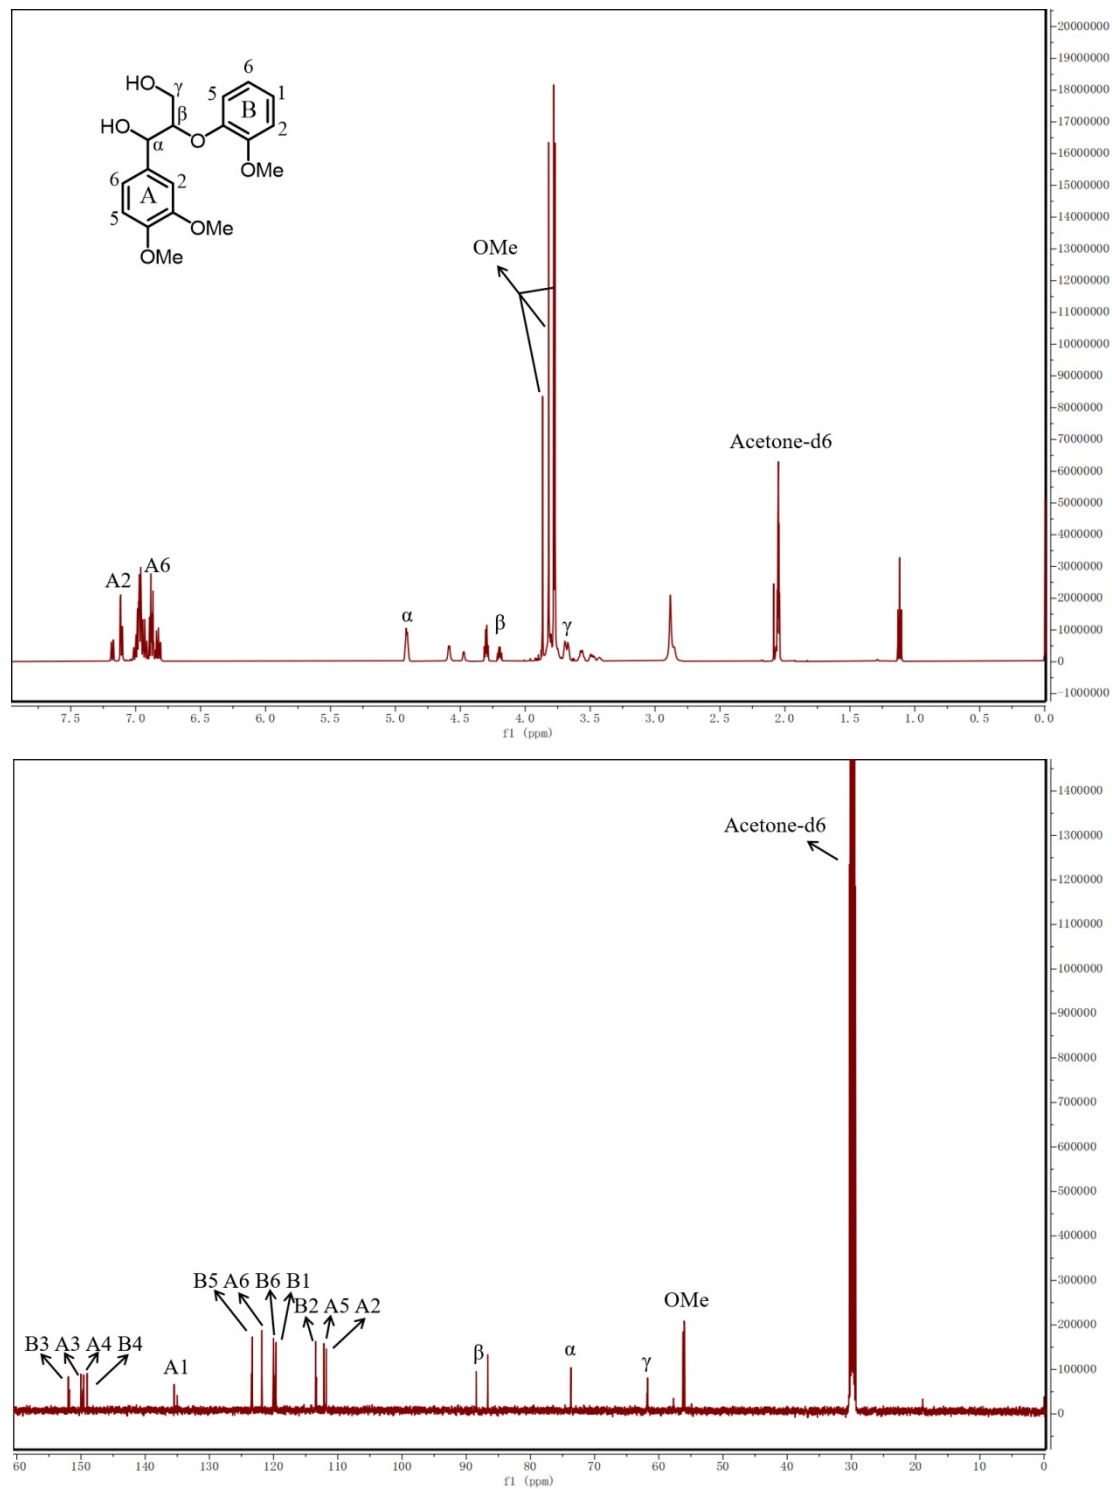 HO
γ
6
5
B
1
β
HO
2
α
O
OMe
6
A
2
5
OMe
OMe
OMe
Acetone-d6
A2
A6
α
β
γ
20000000
19000000
18000000
17000000
16000000
15000000
14000000
13000000
12000000
11000000
10000000
9000000
8000000
7000000
6000000
5000000
4000000
3000000
2000000
1000000
0
-1000000
7.5 7.0 6.5 6.0 5.5 5.0 4.5 4.0 3.5 3.0 2.5 2.0 1.5 1.0 0.5 0.0
f1 (ppm)
Acetone-d6
B5 A6 B6 B1
B2 A5 A2
OMe
B3 A3 A4 B4
A1
β
α
γ
1400000
1300000
1200000
1100000
1000000
900000
800000
700000
600000
500000
400000
300000
200000
100000
0
60 150 140 130 120 110 100 90 80 70 60 50 40 30 20 10 0
f1 (ppm)